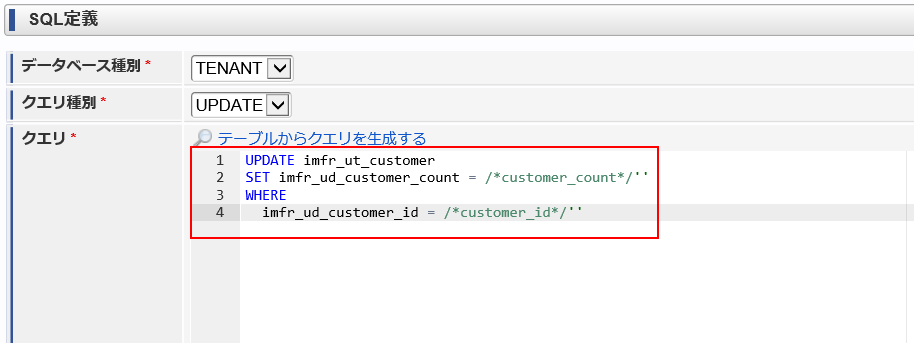 SQL定義
データベース種別 *
TENANT
クエリ種別 *
UPDATE
クエリ *
テーブルからクエリを生成する
1 UPDATE imfr_ut_customer
2 SET imfr_ud_customer_count = /*customer_count*/''
3 WHERE
4 imfr_ud_customer_id = /*customer_id*/''